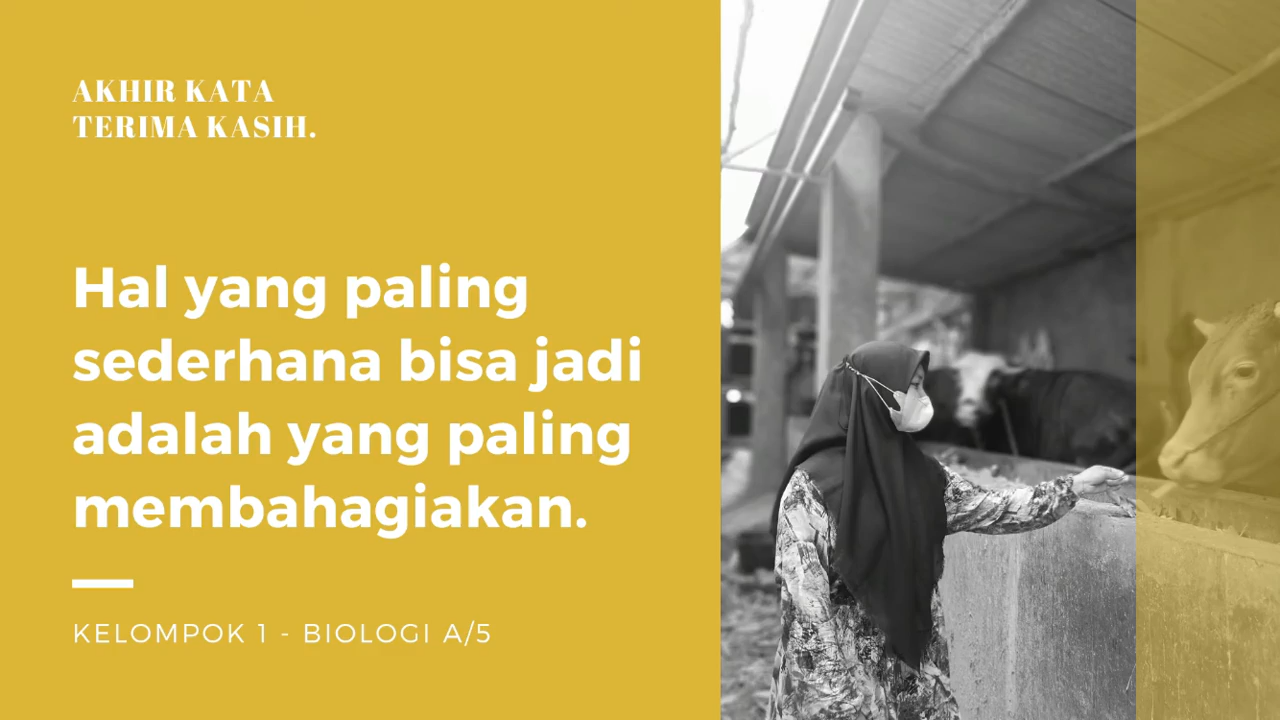 AKHIR KATA
TERIMA KASIH.
Hal yang paling
sederhana bisa jadi
adalah yang paling
membahagiakan.
KELOMPOK 1 - BIOLOGI A/5